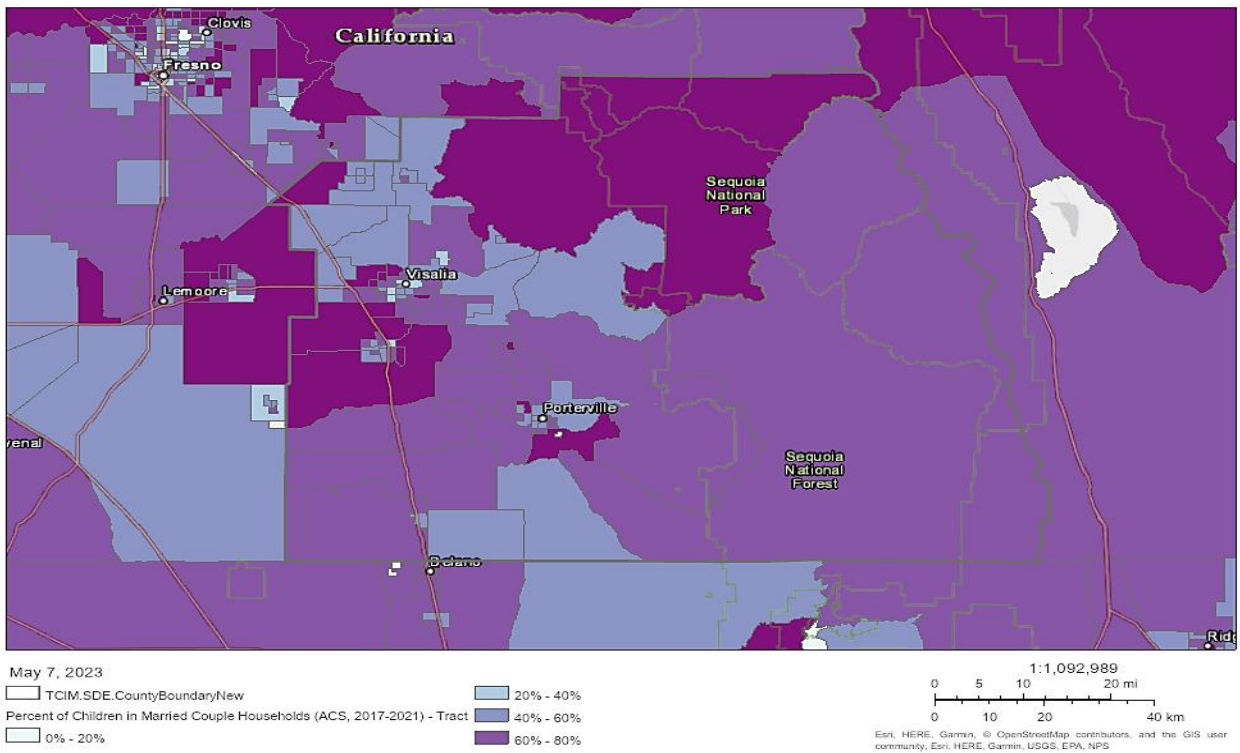 Clovis
California
Fresno
Sequoia
National
Park
Visalia
Lemoore
Porterville
venal
Sequoia
National
Forest
Delano
Ridg
May 7, 2023
1:1,092,989
0 5 10 20 mi
0 10 20 40 km
TCIM.SDE.CountyBoundaryNew
Percent of Children in Married Couple Households (ACS, 2017-2021) - Tract
0% - 20%
20% - 40%
40% - 60%
60% - 80%
Esri, HERE, Garmin, © OpenStreetMap contributors, and the GIS user
community, Esri, HERE, Garmin, USGS, EPA, NPS